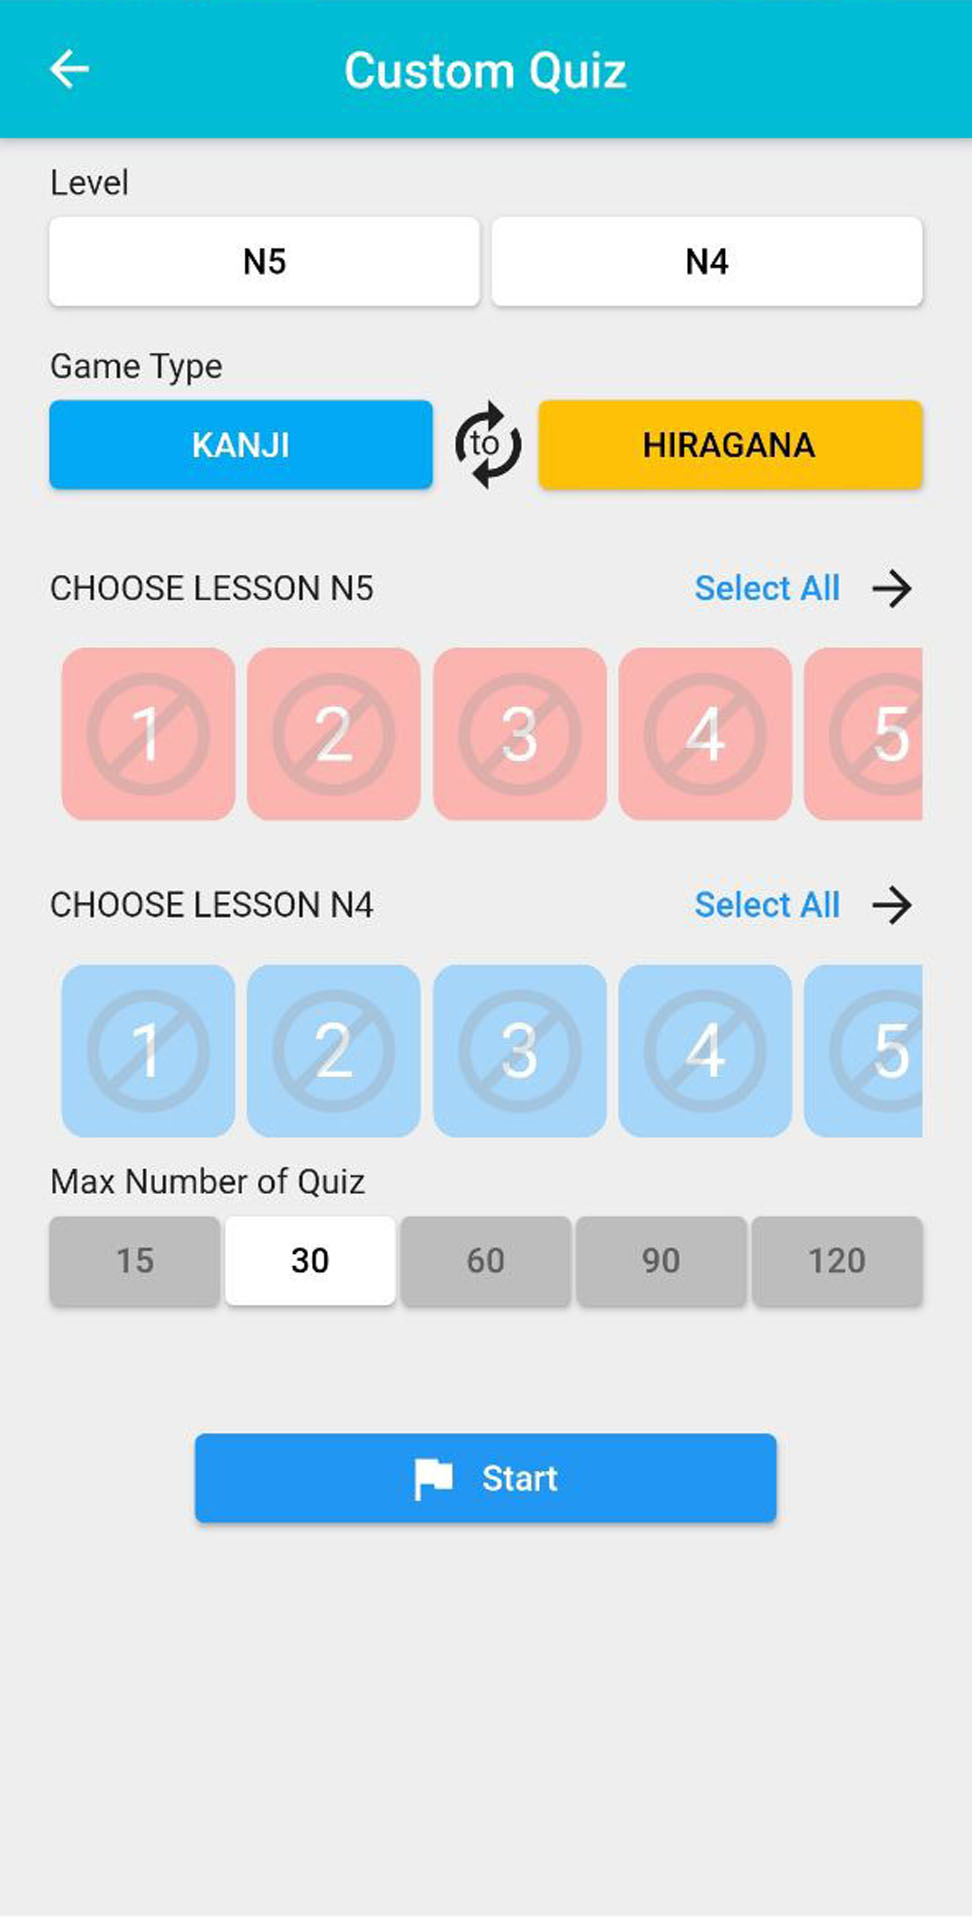 Custom Quiz
Level
N5 N4
Game Type
KANJI to HIRAGANA
CHOOSE LESSON N5 Select All
1 2 3 4 5
CHOOSE LESSON N4 Select All
1 2 3 4 5
Max Number of Quiz
15 30 60 90 120
Start